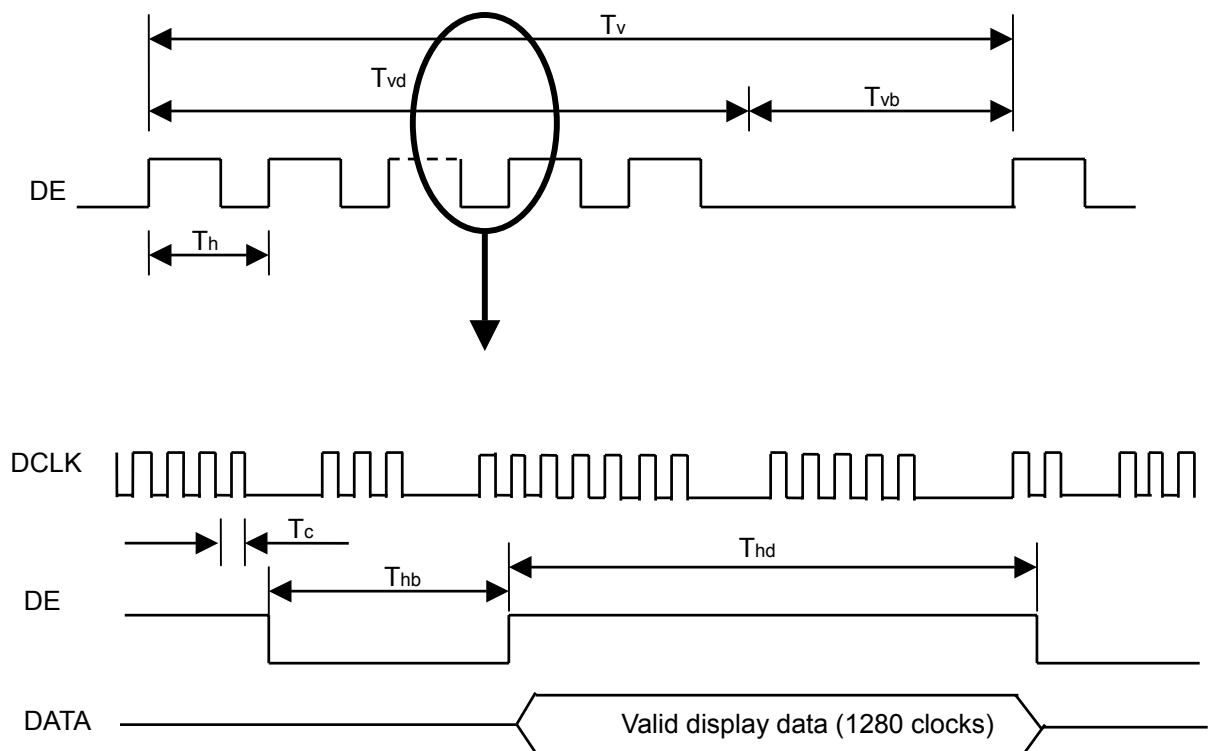 Tv
Tvd
Tvb
DE
Th
DCLK
Tc
Thd
Thb
DE
DATA
Valid display data (1280 clocks)